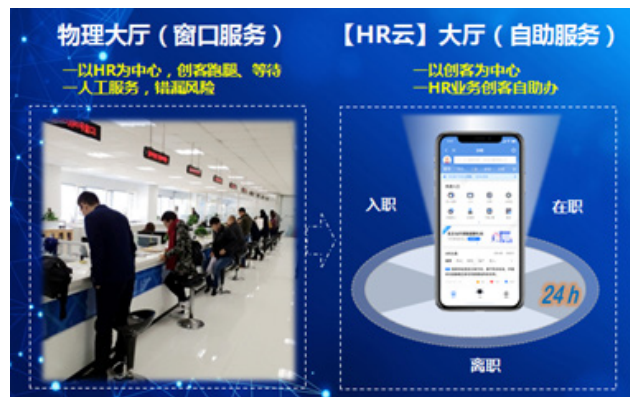 物理大厅（窗口服务）
—以HR为中心，创客跑腿、等待
—人工服务，错漏风险
【HR云】大厅（自助服务）
—以创客为中心
—HR业务创客自助办
入职
在职
24h
离职